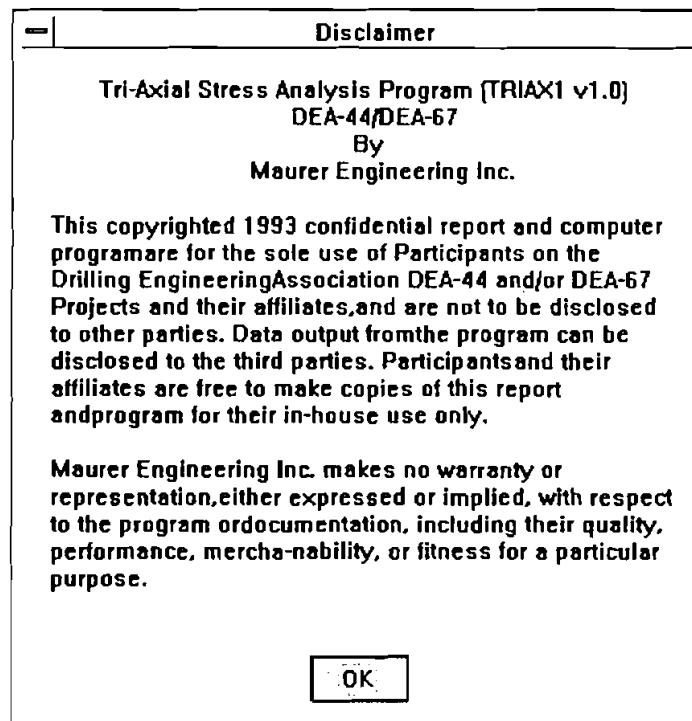 Disclaimer
Tri-Axial Stress Analysis Program (TRIAX1 v1.0)
DEA-44/DEA-67
By
Maurer Engineering Inc.
This copyrighted 1993 confidential report and computer
programare for the sole use of Participants on the
Drilling EngineeringAssociation DEA-44 and/or DEA-67
Projects and their affiliates,and are not to be disclosed
to other parties. Data output fromthe program can be
disclosed to the third parties. Participantsand their
affiliates are free to make copies of this report
andprogram for their in-house use only.
Maurer Engineering Inc. makes no warranty or
representation,either expressed or implied, with respect
to the program ordocumentation, including their quality,
performance, mercha-nability, or fitness for a particular
purpose.
OK